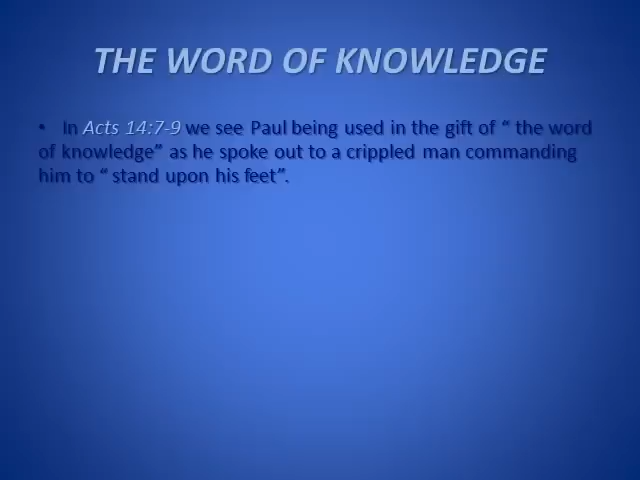 THE WORD OF KNOWLEDGE
• In Acts 14:7-9 we see Paul being used in the gift of “ the word
of knowledge” as he spoke out to a crippled man commanding
him to “ stand upon his feet”.